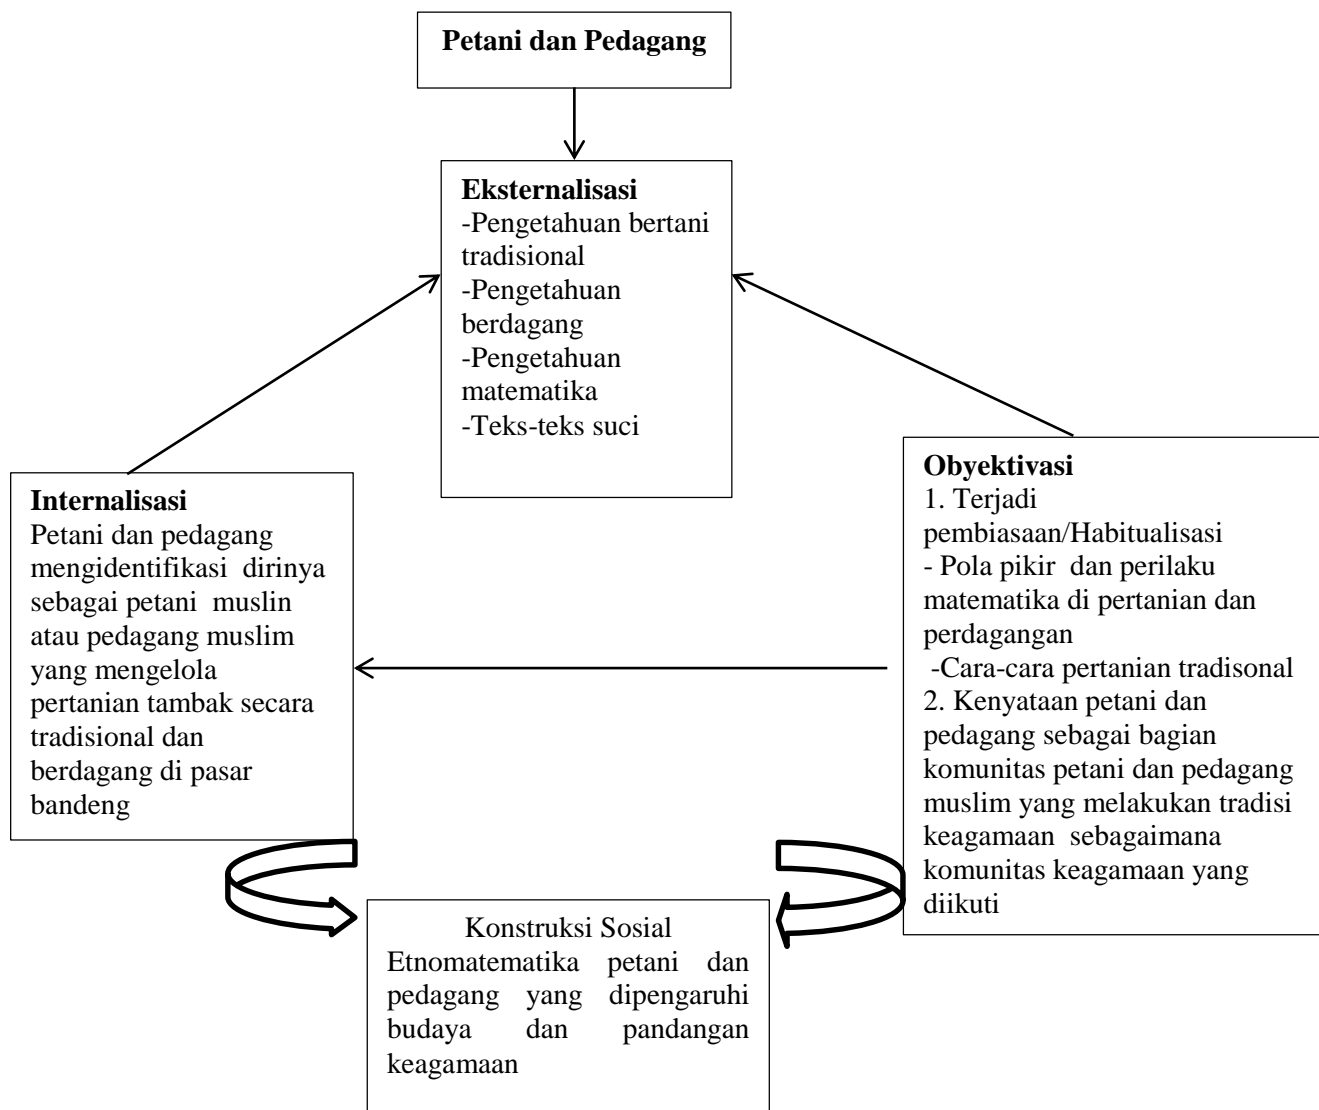 Petani dan Pedagang
Eksternalisasi
-Pengetahuan bertani
tradisional
-Pengetahuan
berdagang
-Pengetahuan
matematika
-Teks-teks suci
Internalisasi
Petani dan pedagang
mengidentifikasi dirinya
sebagai petani muslin
atau pedagang muslim
yang mengelola
pertanian tambak secara
tradisional dan
berdagang di pasar
bandeng
Obyektivasi
1. Terjadi
pembiasaan/Habitualisasi
- Pola pikir dan perilaku
matematika di pertanian dan
perdagangan
-Cara-cara pertanian tradisonal
2. Kenyataan petani dan
pedagang sebagai bagian
komunitas petani dan pedagang
muslim yang melakukan tradisi
keagamaan sebagaimana
komunitas keagamaan yang
diikuti
Konstruksi Sosial
Etnomatematika petani dan
pedagang yang dipengaruhi
budaya dan pandangan
keagamaan